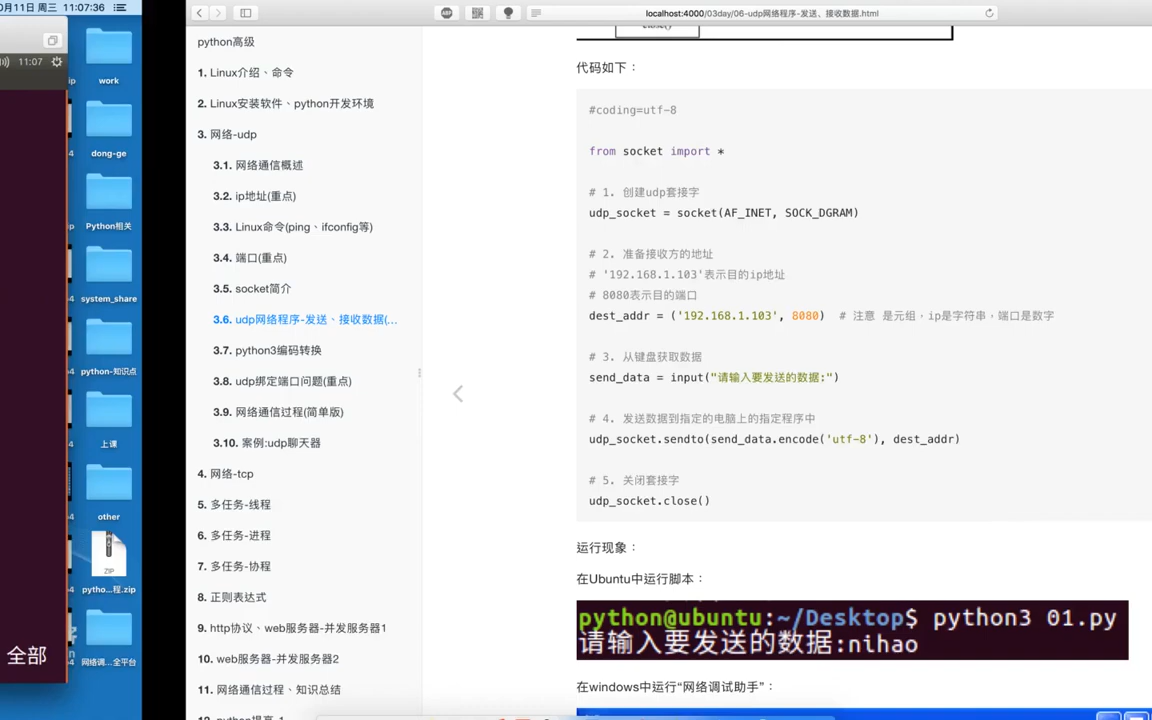 月11日 周三 11:07:36
localhost:4000/03day/06-udp网络程序-发送、接收数据.html
11:07
work
dong-ge
Python相关
system_share
python-知识点
上课
other
ZIP
pytho...程.zip
网络调...全平台
全部
python高级
1. Linux介绍、命令
2. Linux安装软件、python开发环境
3. 网络-udp
3.1. 网络通信概述
3.2. ip地址(重点)
3.3. Linux命令(ping、ifconfig等)
3.4. 端口(重点)
3.5. socket简介
3.6. udp网络程序-发送、接收数据(...
3.7. python3编码转换
3.8. udp绑定端口问题(重点)
3.9. 网络通信过程(简单版)
3.10. 案例:udp聊天器
4. 网络-tcp
5. 多任务-线程
6. 多任务-进程
7. 多任务-协程
8. 正则表达式
9. http协议、web服务器-并发服务器1
10. web服务器-并发服务器2
11. 网络通信过程、知识总结
代码如下：
#coding=utf-8
from socket import *
# 1. 创建udp套接字
udp_socket = socket(AF_INET, SOCK_DGRAM)
# 2. 准备接收方的地址
# '192.168.1.103'表示目的ip地址
# 8080表示目的端口
dest_addr = ('192.168.1.103', 8080)  # 注意 是元组，ip是字符串，端口是数字
# 3. 从键盘获取数据
send_data = input("请输入要发送的数据:")
# 4. 发送数据到指定的电脑上的指定程序中
udp_socket.sendto(send_data.encode('utf-8'), dest_addr)
# 5. 关闭套接字
udp_socket.close()
运行现象：
在Ubuntu中运行脚本：
python@ubuntu:~/Desktop$ python3 01.py
请输入要发送的数据:nihao
在windows中运行“网络调试助手”：